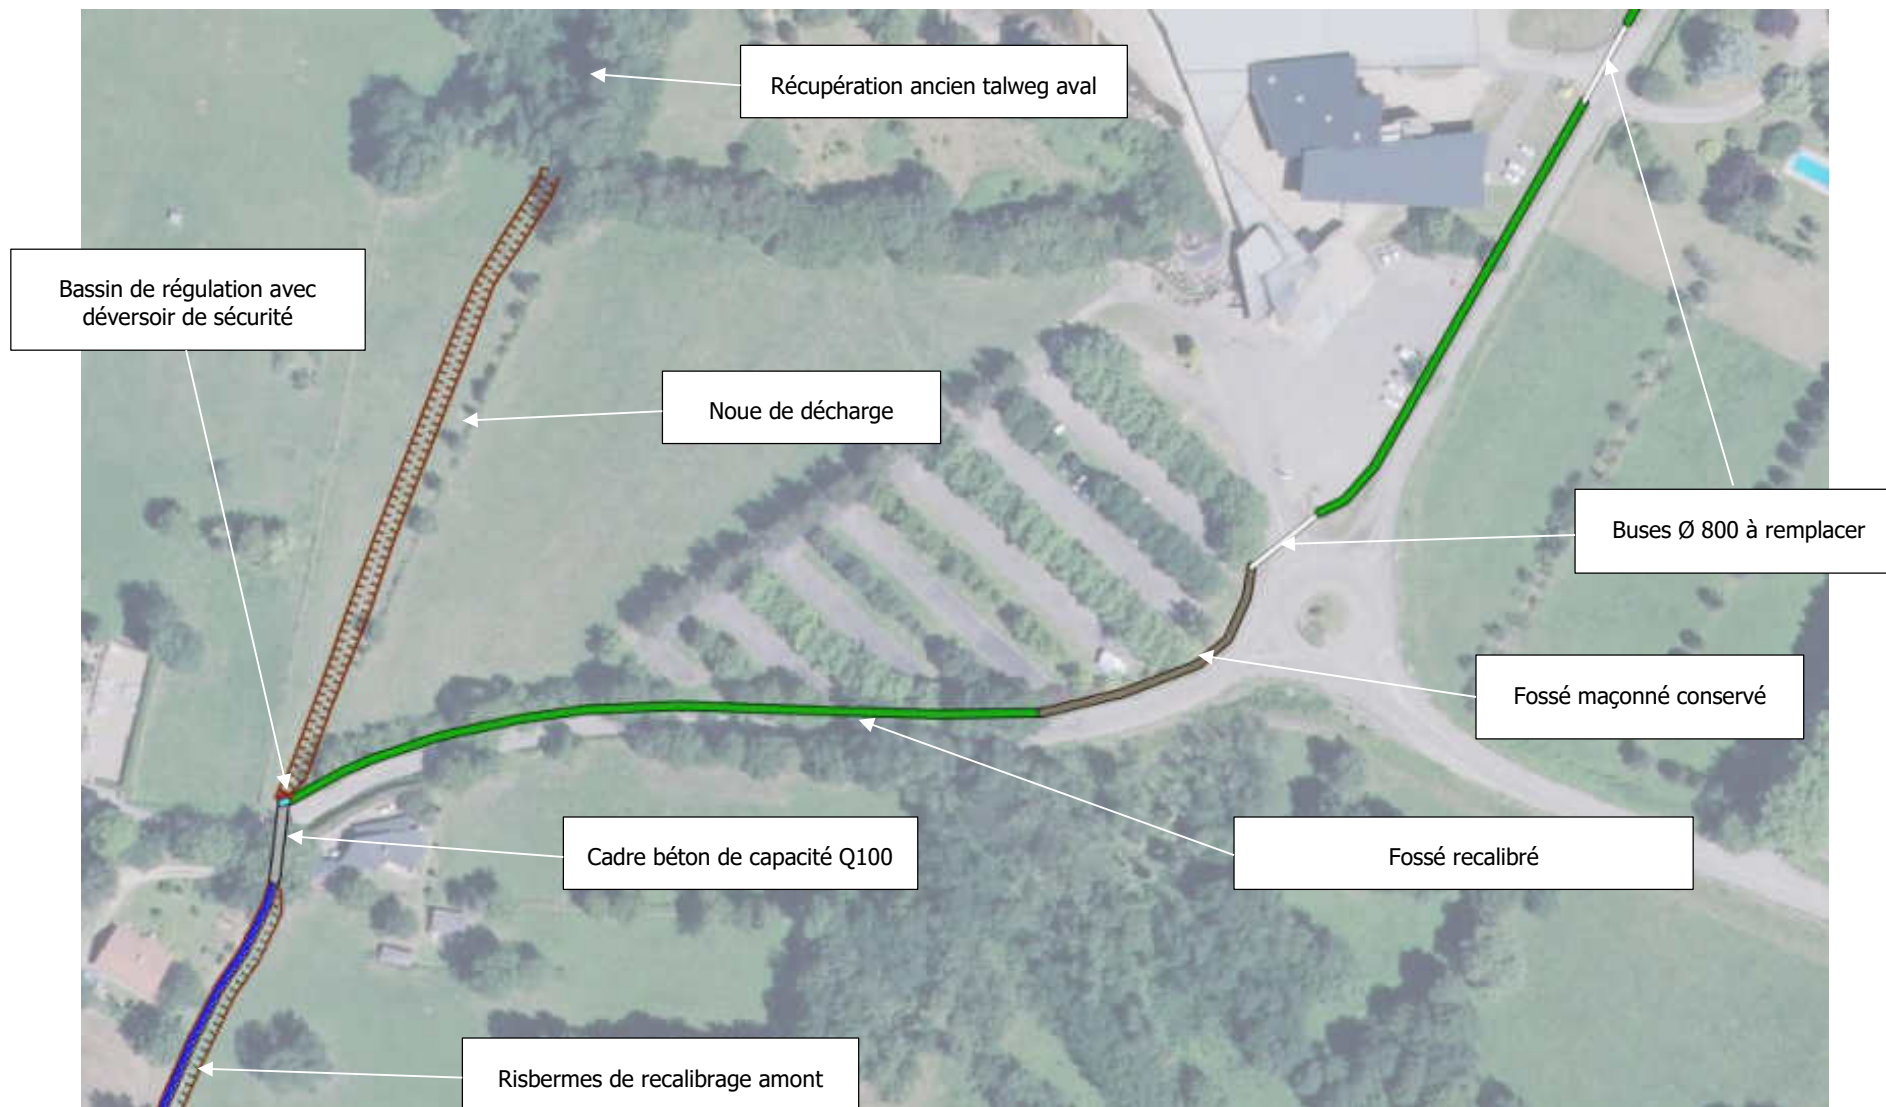 Récupération ancien talweg aval
Bassin de régulation avec
déversoir de sécurité
Noue de décharge
Buses Ø 800 à remplacer
Fossé maçonné conservé
Cadre béton de capacité Q100
Fossé recalibré
Risbermes de recalibrage amont